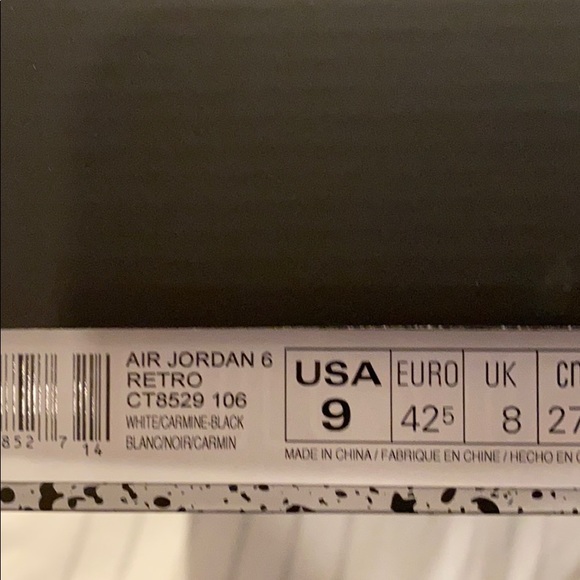 AIR JORDAN 6
RETRO
CT8529 106
WHITE/CARMINE-BLACK
BLANC/NOIR/CARMIN
852 7 14
USA EURO UK
9 42 5 8 27
MADE IN CHINA / FABRIQUE EN CHINE / HECHO EN